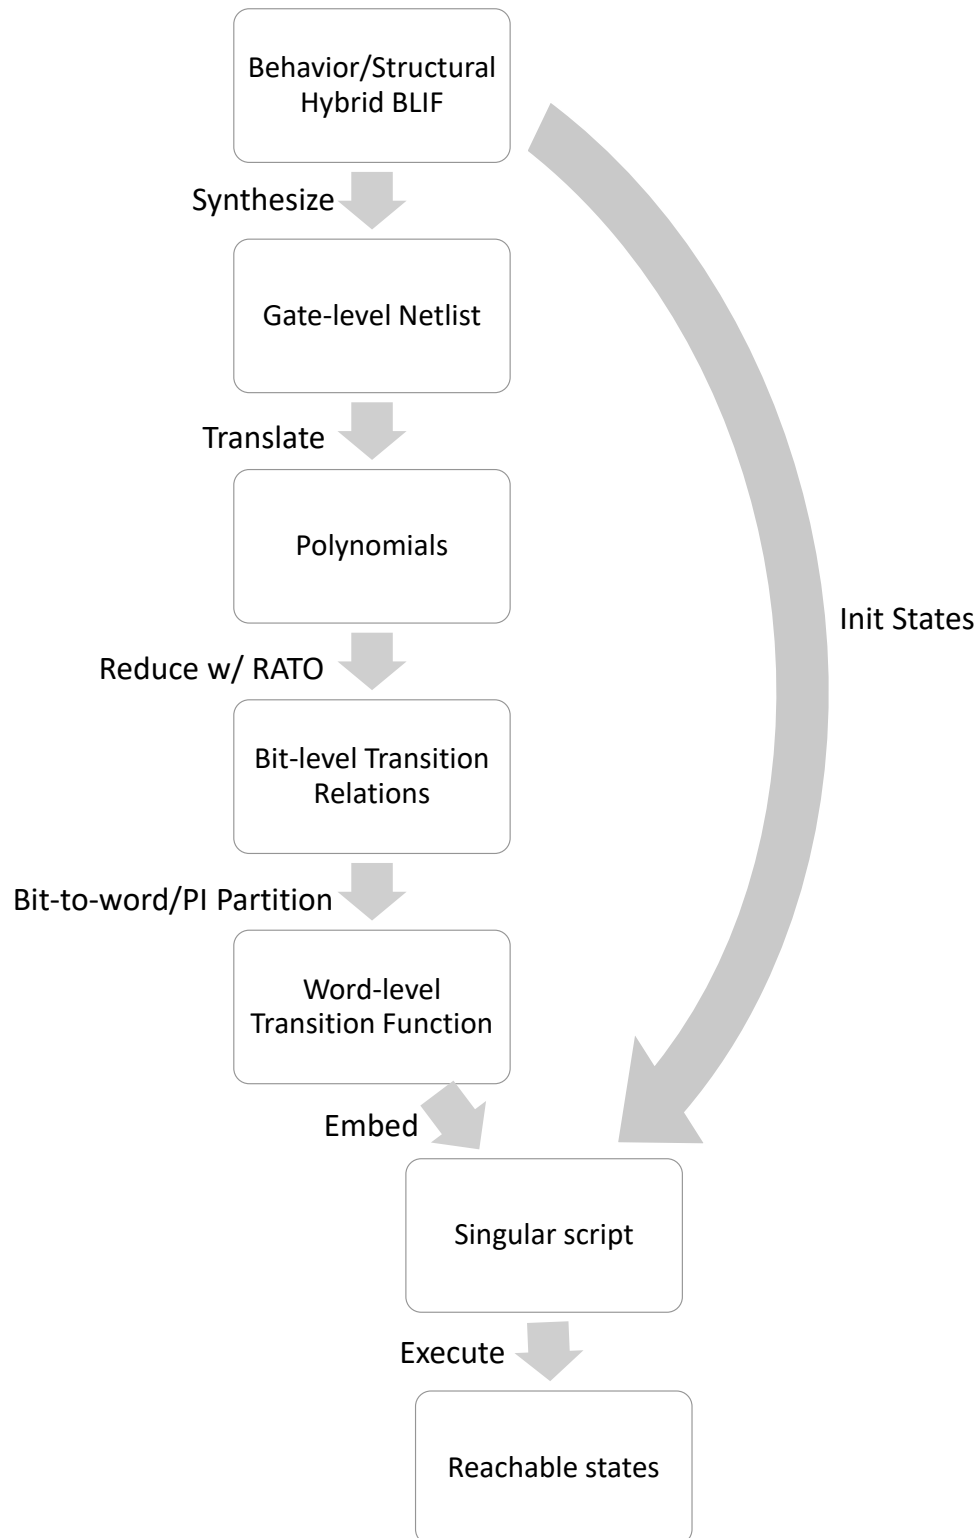 Behavior/Structural
Hybrid BLIF
Synthesize
Gate-level Netlist
Translate
Polynomials
Init States
Reduce w/ RATO
Bit-level Transition
Relations
Bit-to-word/PI Partition
Word-level
Transition Function
Embed
Singular script
Execute
Reachable states